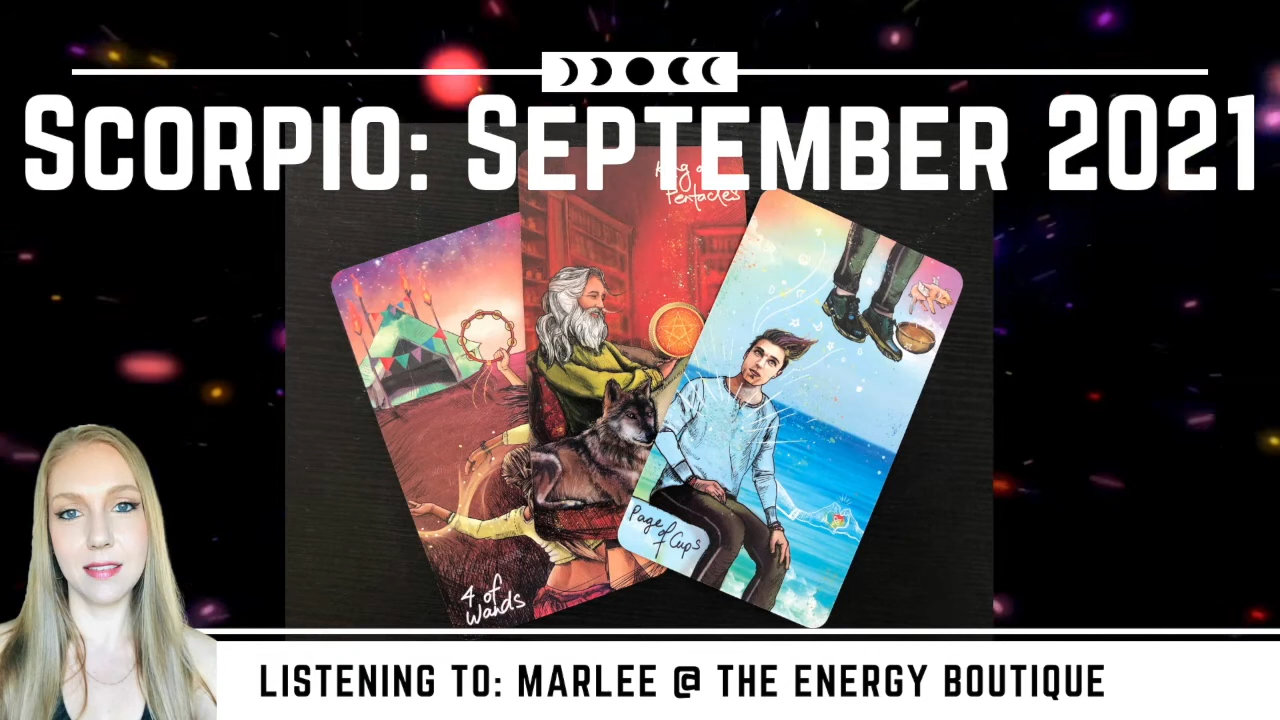 Scorpio: September 2021
King of
Pentacles
4 of
Wands
Page
of
Cups
LISTENING TO: MARLEE @ THE ENERGY BOUTIQUE